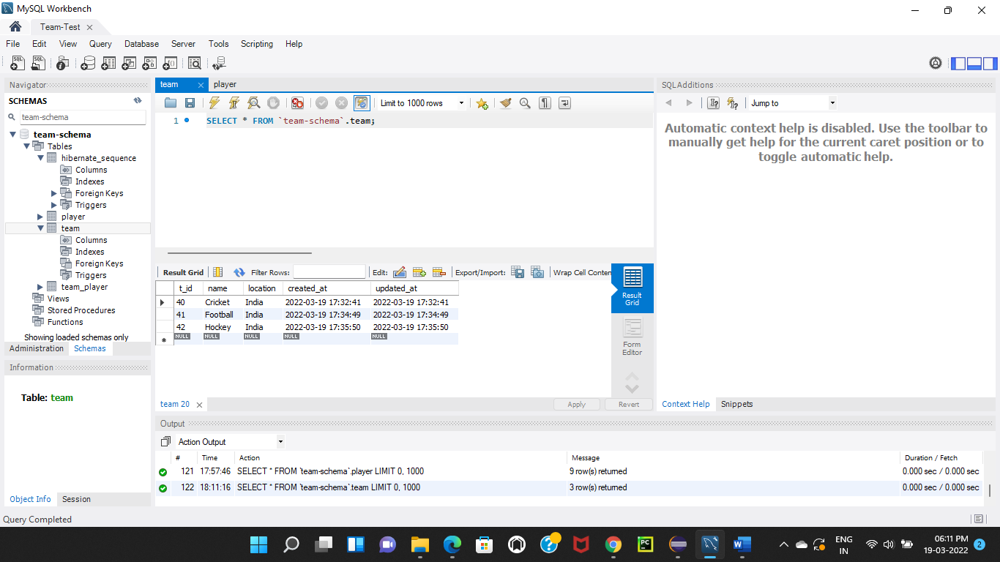 MySQL Workbench
Team-Test
File Edit View Query Database Server Tools Scripting Help
Navigator
SCHEMAS
team-schema
team-schema
Tables
hibernate_sequence
Columns
Indexes
Foreign Keys
Triggers
player
team
Columns
Indexes
Foreign Keys
Triggers
team_player
Views
Stored Procedures
Functions
Showing loaded schemas only
Administration Schemas
Information
Table: team
Object Info Session
team player
Limit to 1000 rows
1 SELECT * FROM `team-schema`.team;
Result Grid Filter Rows: Edit: Export/Import: Wrap Cell Conten
t_id name location created_at updated_at
40 Cricket India 2022-03-19 17:32:41 2022-03-19 17:32:41
41 Football India 2022-03-19 17:34:49 2022-03-19 17:34:49
42 Hockey India 2022-03-19 17:35:50 2022-03-19 17:35:50
NULL NULL NULL NULL NULL
Result
Grid
Form
Editor
team 20 Apply Revert
SQLAdditions
Jump to
Automatic context help is disabled. Use the toolbar to
manually get help for the current caret position or to
toggle automatic help.
Context Help Snippets
Output
Action Output
# Time Action Message Duration / Fetch
121 17:57:46 SELECT * FROM `team-schema`.player LIMIT 0, 1000 9 row(s) returned 0.000 sec / 0.000 sec
122 18:11:16 SELECT * FROM `team-schema`.team LIMIT 0, 1000 3 row(s) returned 0.000 sec / 0.000 sec
Query Completed
ENG
IN
06:11 PM
19-03-2022
2